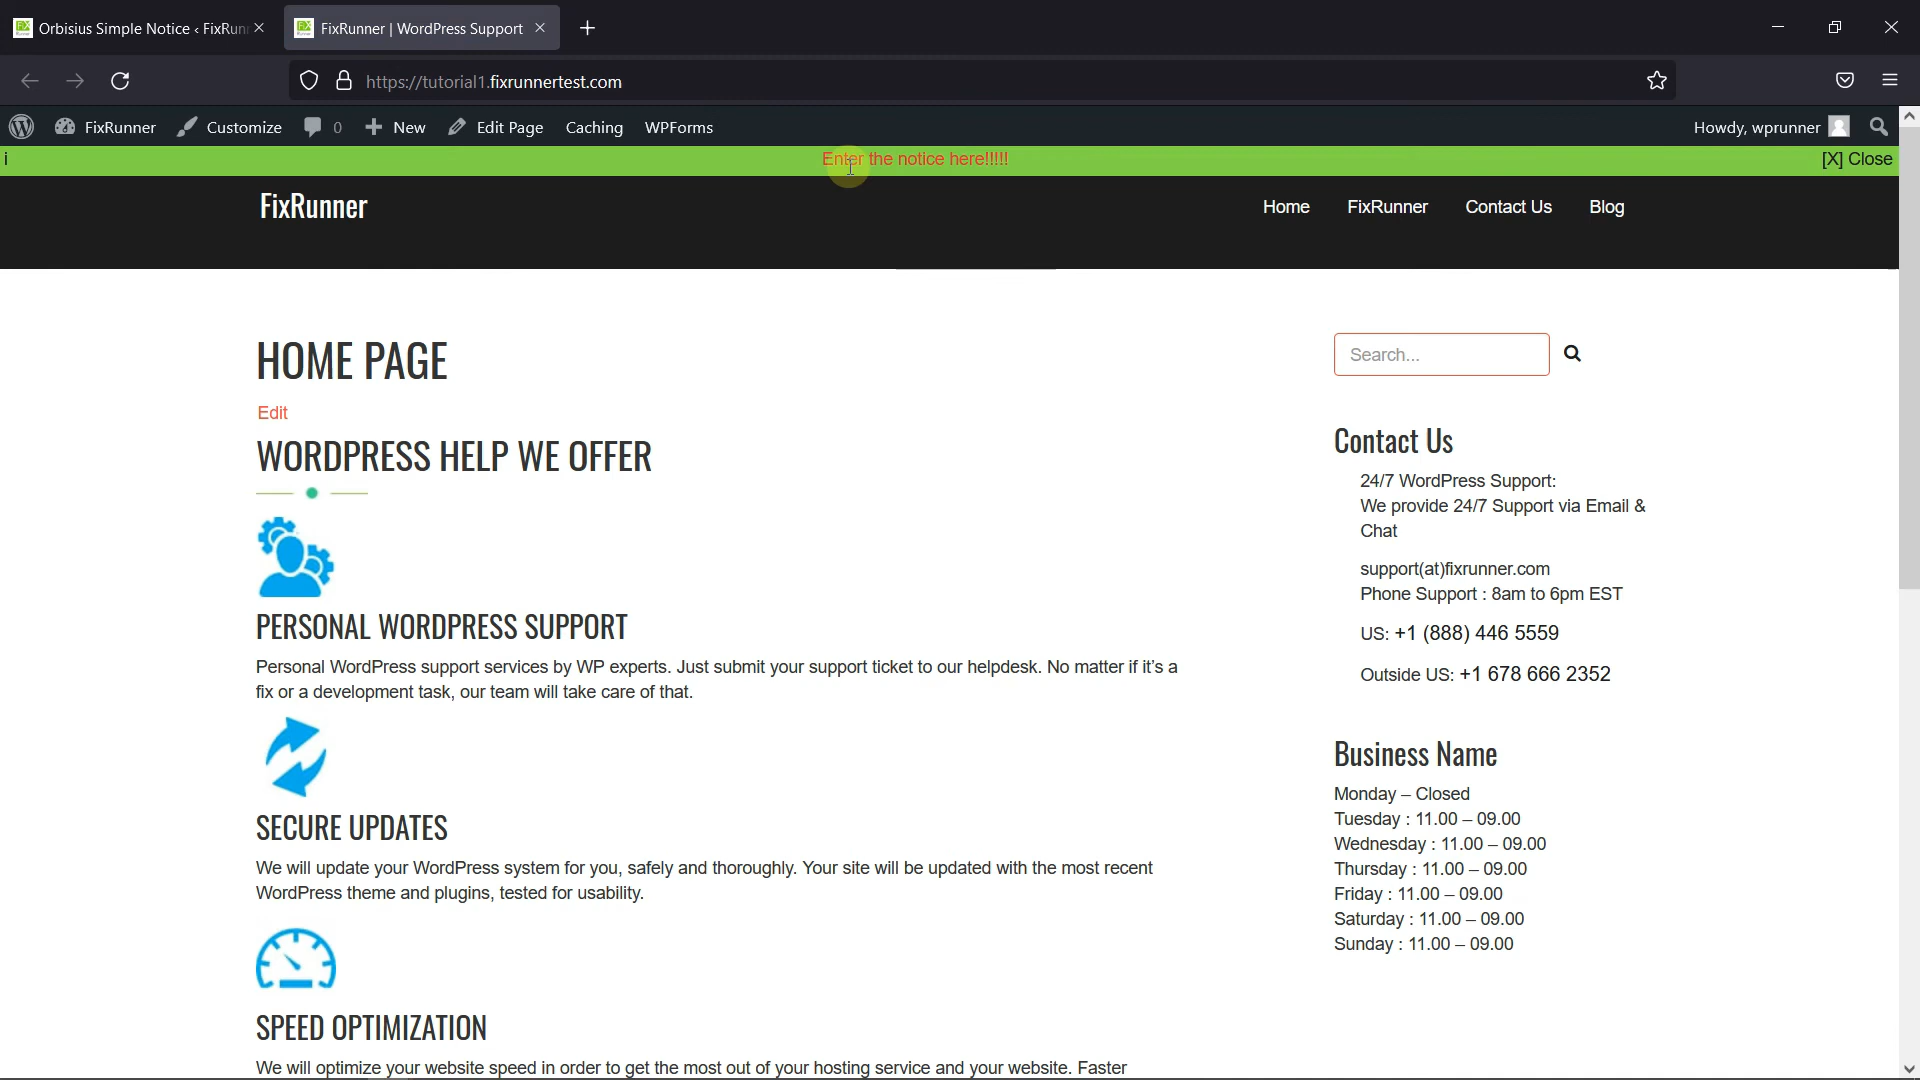 Orbisius Simple Notice ‹ FixRunn
FixRunner | WordPress Support
https://tutorial1.fixrunnertest.com
FixRunner
Customize
0
New
Edit Page
Caching
WPForms
Howdy, wprunner
i
Enter the notice here!!!!!
[X] Close
FixRunner
Home
FixRunner
Contact Us
Blog
HOME PAGE
Edit
WORDPRESS HELP WE OFFER
PERSONAL WORDPRESS SUPPORT
Personal WordPress support services by WP experts. Just submit your support ticket to our helpdesk. No matter if it's a
fix or a development task, our team will take care of that.
SECURE UPDATES
We will update your WordPress system for you, safely and thoroughly. Your site will be updated with the most recent
WordPress theme and plugins, tested for usability.
SPEED OPTIMIZATION
We will optimize your website speed in order to get the most out of your hosting service and your website. Faster
Search...
Contact Us
24/7 WordPress Support:
We provide 24/7 Support via Email &
Chat
support(at)fixrunner.com
Phone Support : 8am to 6pm EST
US: +1 (888) 446 5559
Outside US: +1 678 666 2352
Business Name
Monday – Closed
Tuesday : 11.00 – 09.00
Wednesday : 11.00 – 09.00
Thursday : 11.00 – 09.00
Friday : 11.00 – 09.00
Saturday : 11.00 – 09.00
Sunday : 11.00 – 09.00